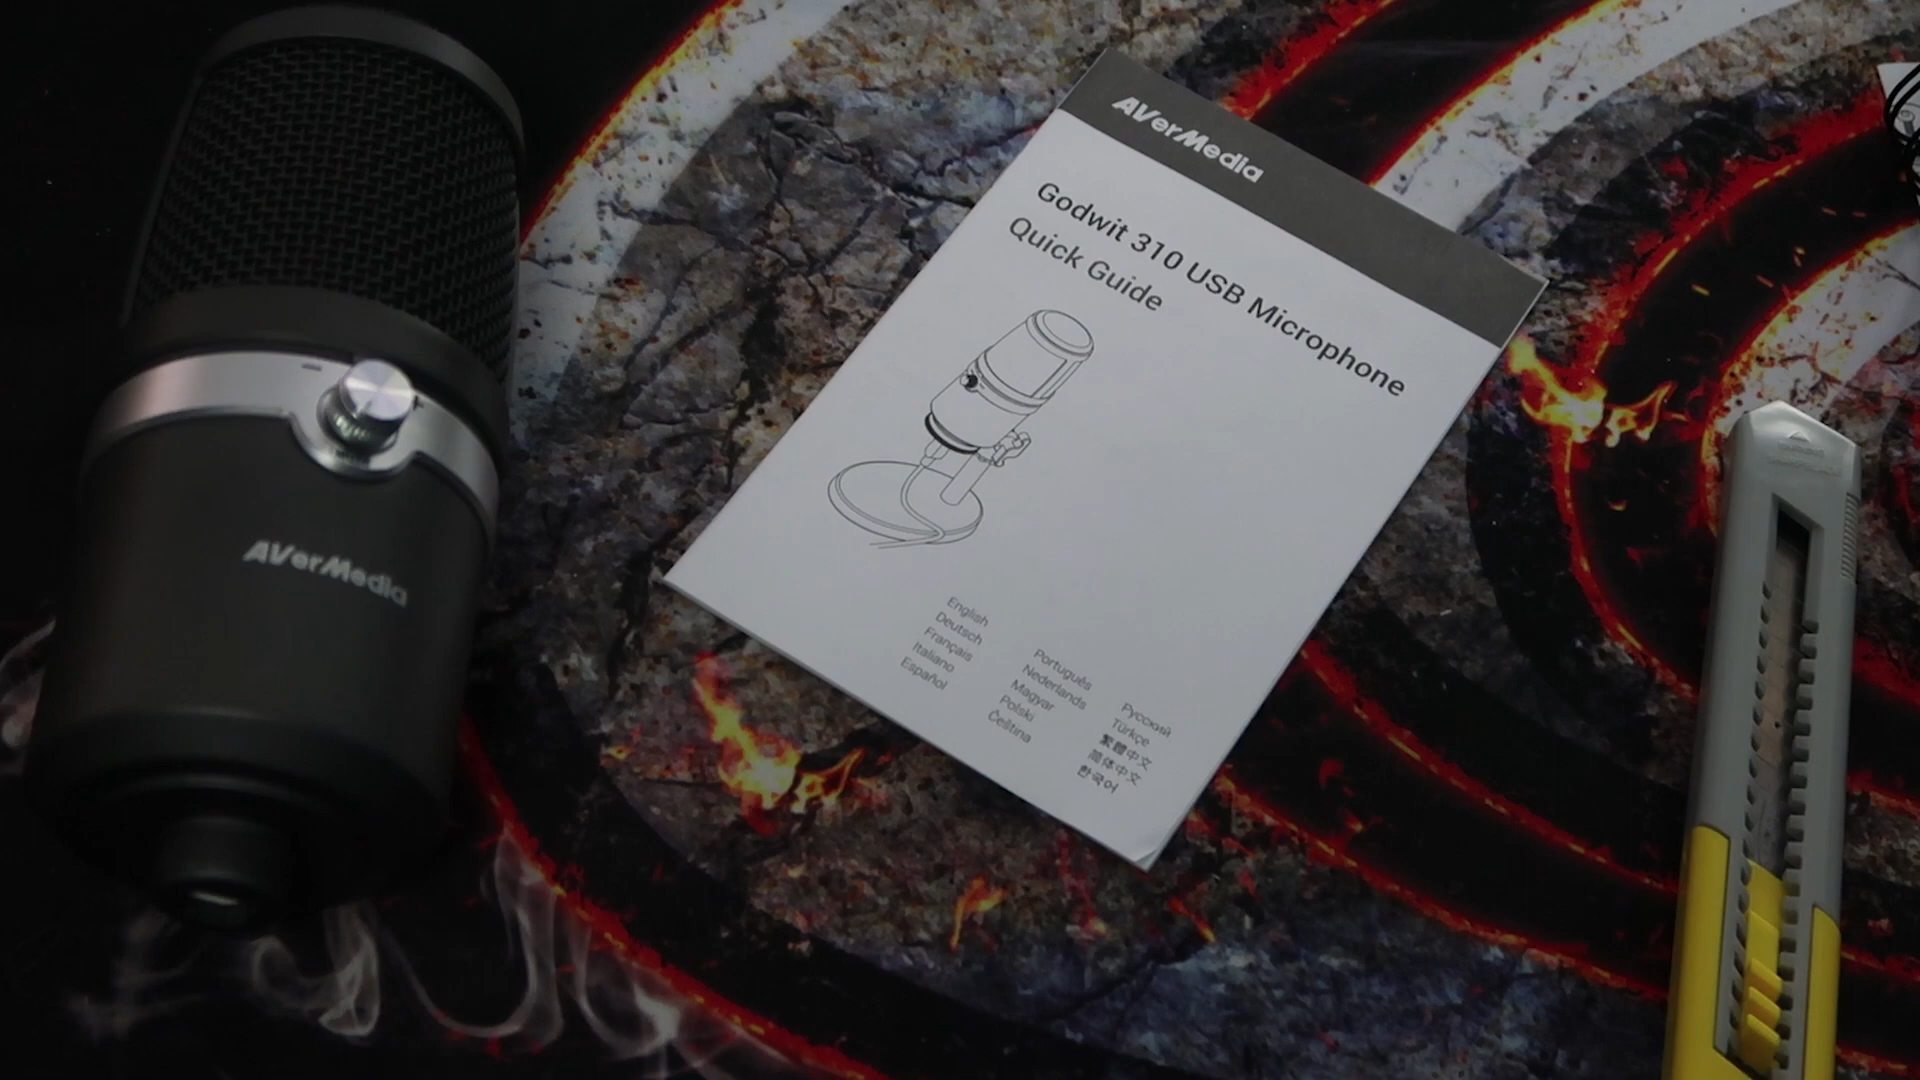 AVerMedia
AVerMedia
Godwit 310 USB Microphone
Quick Guide
English
Deutsch
Français
Italiano
Español
Português
Nederlands
Magyar
Polski
Čeština
Русский
Türkçe
繁體中文
简体中文
한국어